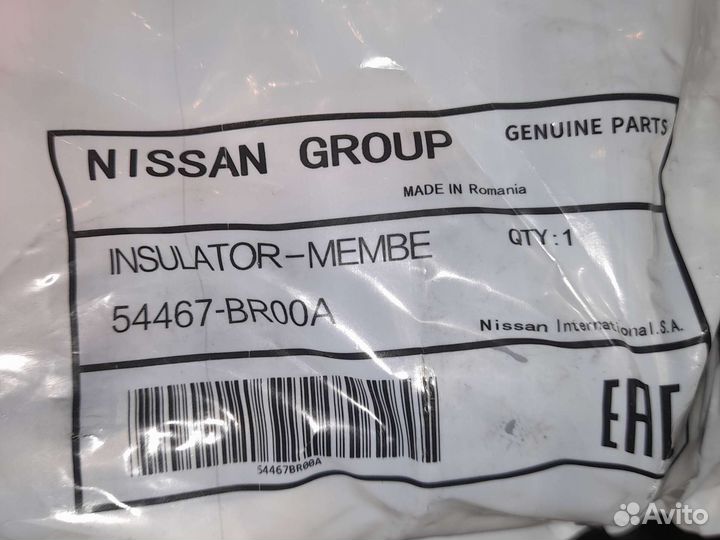 NISSAN GROUP
GENUINE PARTS
MADE IN Romania
INSULATOR-MEMBE
QTY:1
54467-BR00A
Nissan International.S.A.
54467BR00A
EAC
Avito